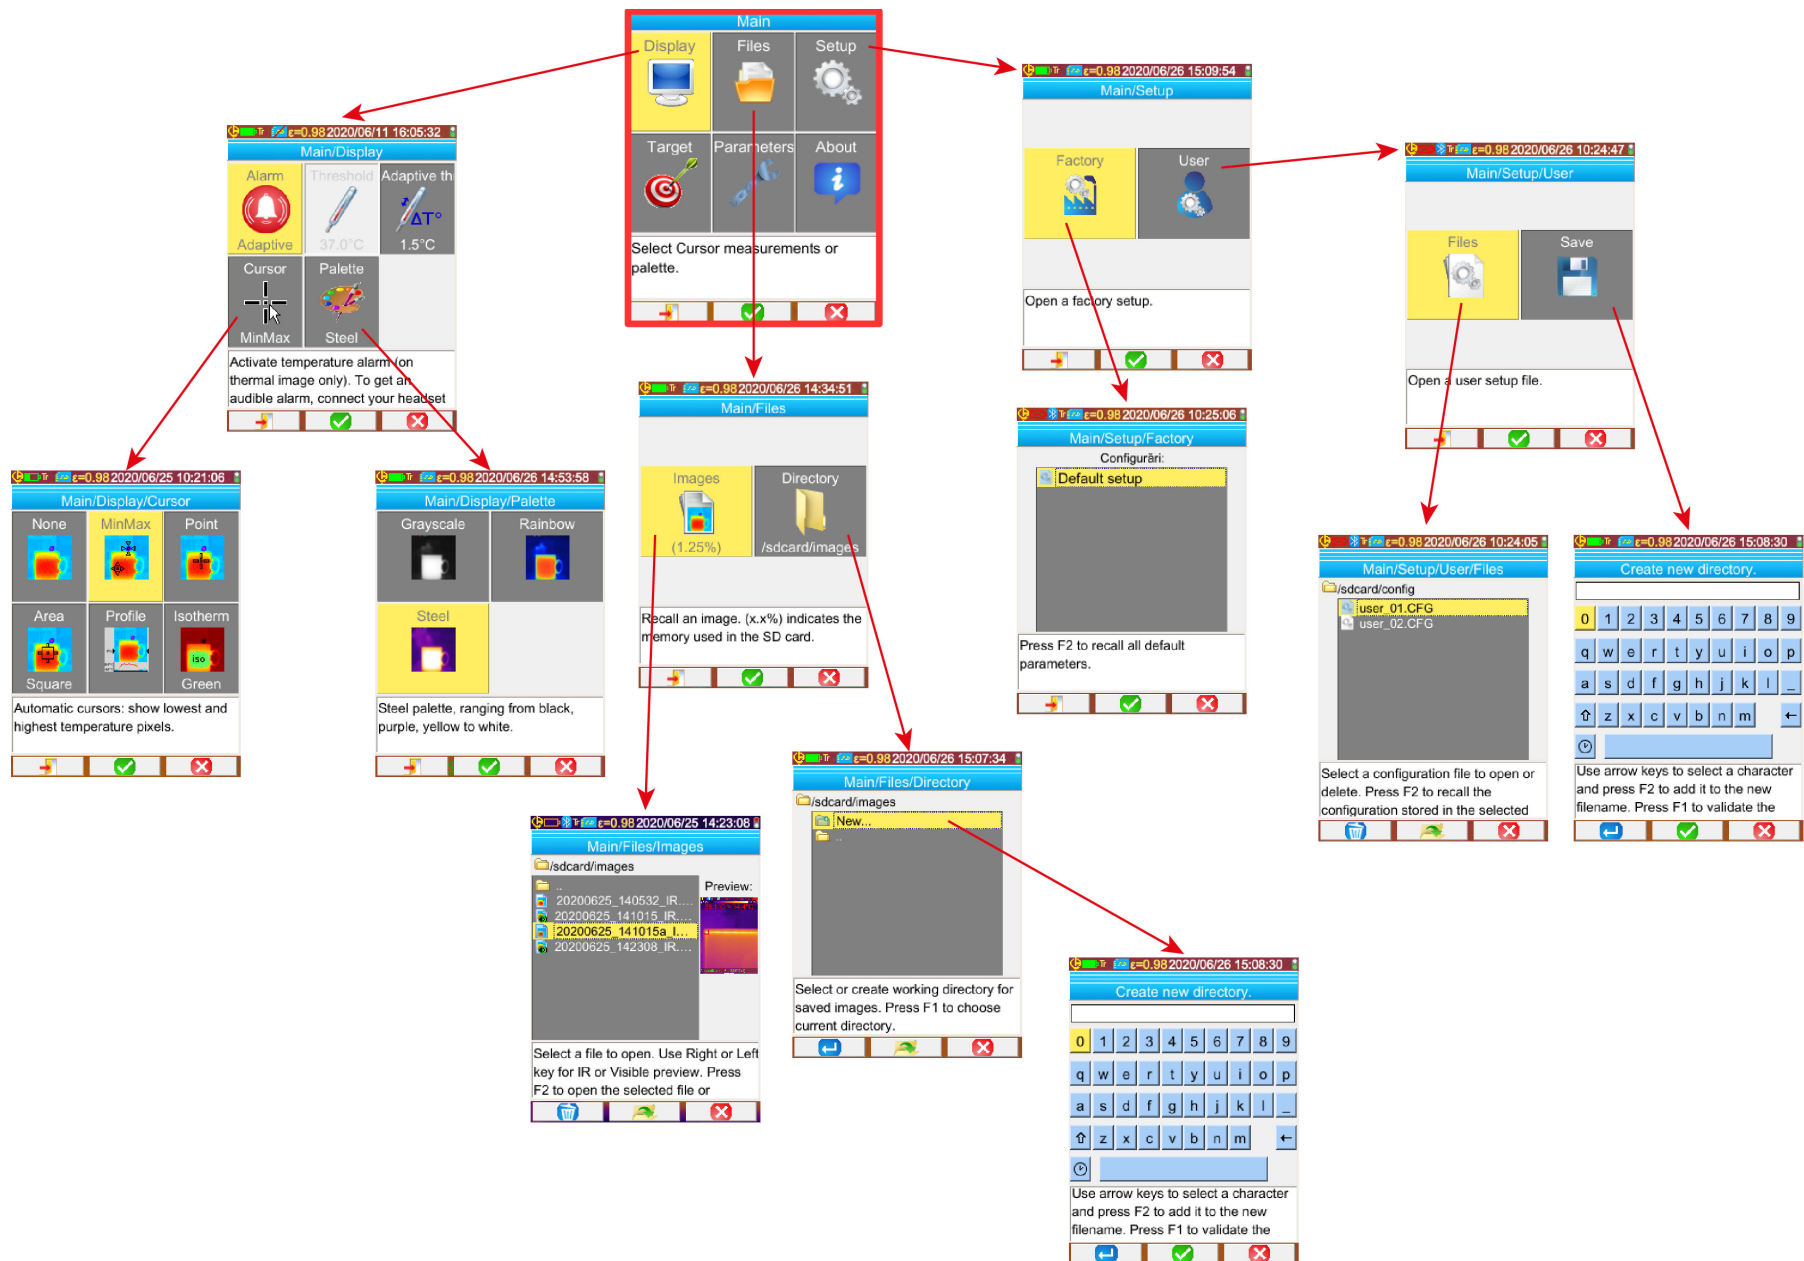 Main
Display Files Setup
Target Parameters About
Select Cursor measurements or
palette.
Tr ε=0.98 2020/06/11 16:05:32
Main/Display
Alarm Threshold Adaptive th
Adaptive 37.0°C ΔT° 1.5°C
Cursor Palette
MinMax Steel
Activate temperature alarm (on
thermal image only). To get an
audible alarm, connect your headset
Tr ε=0.98 2020/06/26 15:09:54
Main/Setup
Factory User
Open a factory setup.
Tr ε=0.98 2020/06/26 10:24:47
Main/Setup/User
Files Save
Open a user setup file.
Tr ε=0.98 2020/06/26 14:34:51
Main/Files
Images Directory
(1.25%) /sdcard/images
Recall an image. (x.x%) indicates the
memory used in the SD card.
Tr ε=0.98 2020/06/26 10:25:06
Main/Setup/Factory
Configurări:
Default setup
Press F2 to recall all default
parameters.
Tr ε=0.98 2020/06/25 10:21:06
Main/Display/Cursor
None MinMax Point
Area Profile Isotherm
iso
Square Green
Automatic cursors: show lowest and
highest temperature pixels.
Tr ε=0.98 2020/06/26 14:53:58
Main/Display/Palette
Grayscale Rainbow
Steel
Steel palette, ranging from black,
purple, yellow to white.
Tr ε=0.98 2020/06/26 10:24:05
Main/Setup/User/Files
/sdcard/config
user_01.CFG
user_02.CFG
Select a configuration file to open or
delete. Press F2 to recall the
configuration stored in the selected
Tr ε=0.98 2020/06/26 15:08:30
Create new directory.
0 1 2 3 4 5 6 7 8 9
q w e r t y u i o p
a s d f g h j k l _
⇧ z x c v b n m ←
Use arrow keys to select a character
and press F2 to add it to the new
filename. Press F1 to validate the
Tr ε=0.98 2020/06/25 14:23:08
Main/Files/Images
/sdcard/images
..
20200625_140532_IR....
20200625_141015_IR....
20200625_141015a_I...
20200625_142308_IR....
Preview:
Select a file to open. Use Right or Left
key for IR or Visible preview. Press
F2 to open the selected file or
Tr ε=0.98 2020/06/26 15:07:34
Main/Files/Directory
/sdcard/images
New...
..
Select or create working directory for
saved images. Press F1 to choose
current directory.
Tr ε=0.98 2020/06/26 15:08:30
Create new directory.
0 1 2 3 4 5 6 7 8 9
q w e r t y u i o p
a s d f g h j k l _
⇧ z x c v b n m ←
Use arrow keys to select a character
and press F2 to add it to the new
filename. Press F1 to validate the